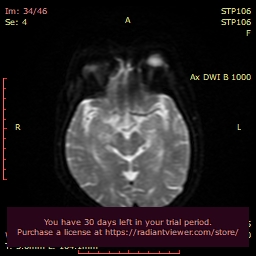 Im: 34/46
Se: 4
A
STP106
STP106
F
Ax DWI B 1000
R
L
You have 30 days left in your trial period.
Purchase a license at https://radiantviewer.com/store/